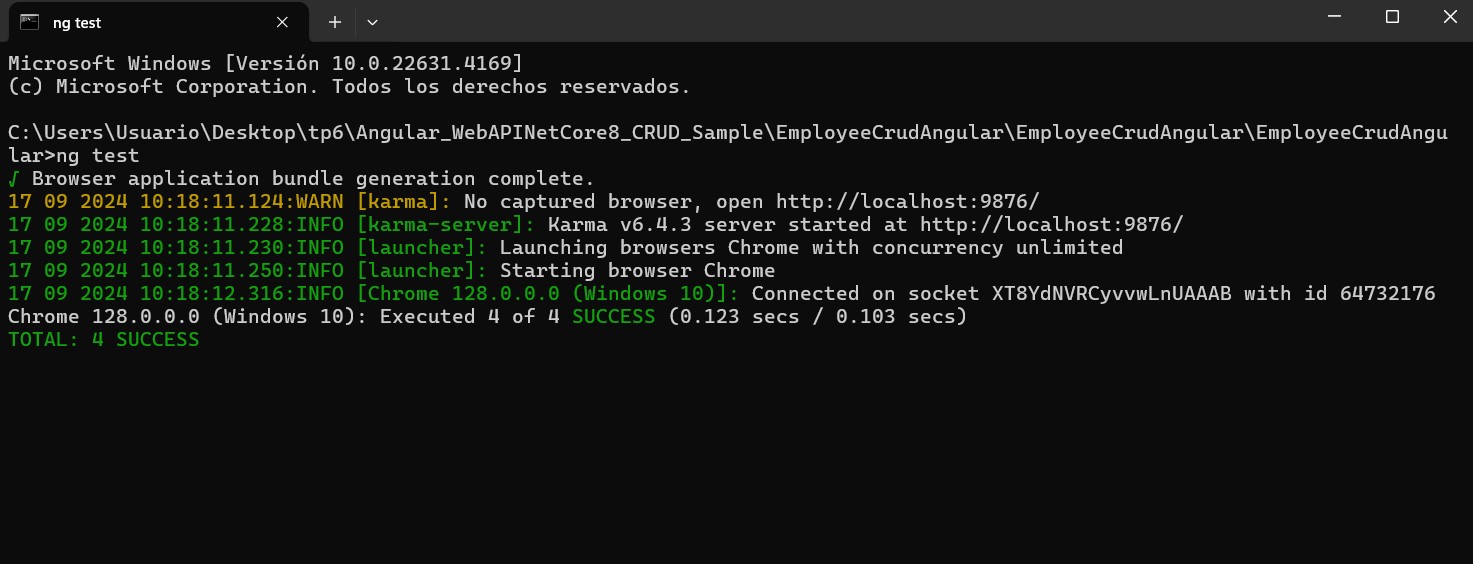 ng test
Microsoft Windows [Versión 10.0.22631.4169]
(c) Microsoft Corporation. Todos los derechos reservados.
C:\Users\Usuario\Desktop\tp6\Angular_WebAPINetCore8_CRUD_Sample\EmployeeCrudAngular\EmployeeCrudAngular\EmployeeCrudAngu
lar>ng test
√ Browser application bundle generation complete.
17 09 2024 10:18:11.124:WARN [karma]: No captured browser, open http://localhost:9876/
17 09 2024 10:18:11.228:INFO [karma-server]: Karma v6.4.3 server started at http://localhost:9876/
17 09 2024 10:18:11.230:INFO [launcher]: Launching browsers Chrome with concurrency unlimited
17 09 2024 10:18:11.250:INFO [launcher]: Starting browser Chrome
17 09 2024 10:18:12.316:INFO [Chrome 128.0.0.0 (Windows 10)]: Connected on socket XT8YdNVRCyvvwLnUAAAB with id 64732176
Chrome 128.0.0.0 (Windows 10): Executed 4 of 4 SUCCESS (0.123 secs / 0.103 secs)
TOTAL: 4 SUCCESS